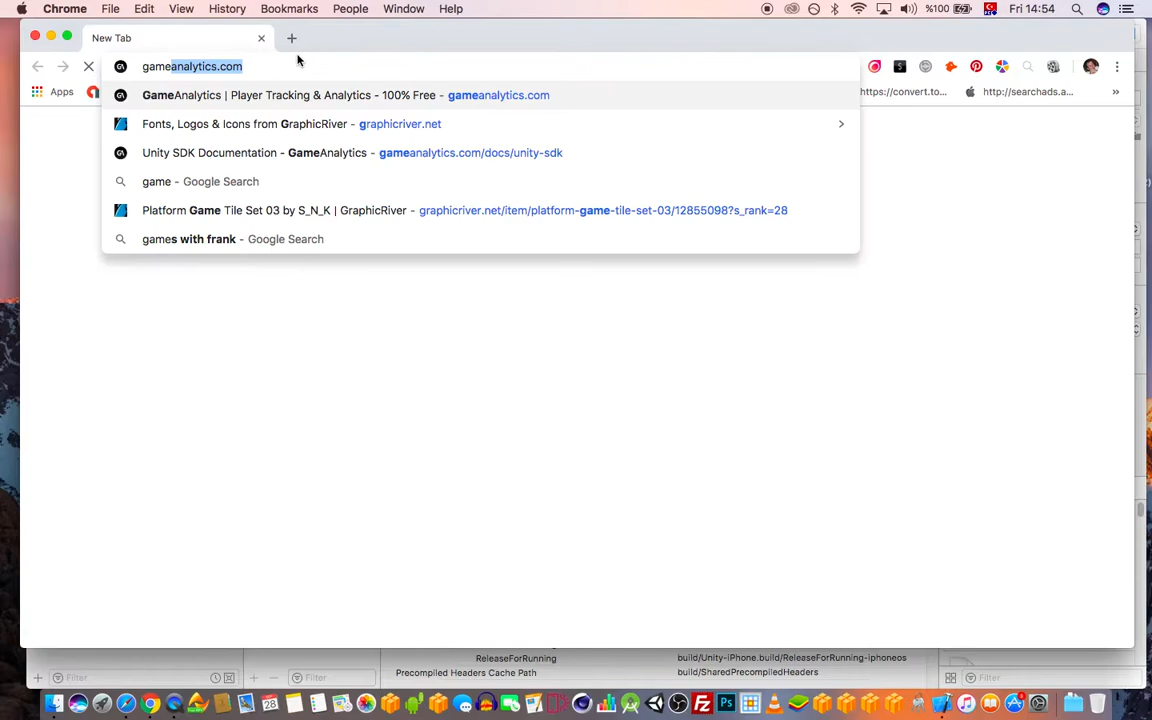 Chrome File Edit View History Bookmarks People Window Help %100 Fri 14:54
New Tab
gameanalytics.com
Apps https://convert.to... http://searchads.a... »
GameAnalytics | Player Tracking & Analytics - 100% Free - gameanalytics.com
Fonts, Logos & Icons from GraphicRiver - graphicriver.net
Unity SDK Documentation - GameAnalytics - gameanalytics.com/docs/unity-sdk
game - Google Search
Platform Game Tile Set 03 by S_N_K | GraphicRiver - graphicriver.net/item/platform-game-tile-set-03/12855098?s_rank=28
games with frank - Google Search
ReleaseForRunning build/Unity-iPhone.build/ReleaseForRunning-iphoneos
Precompiled Headers Cache Path build/SharedPrecompiledHeaders
Filter Filter Filter